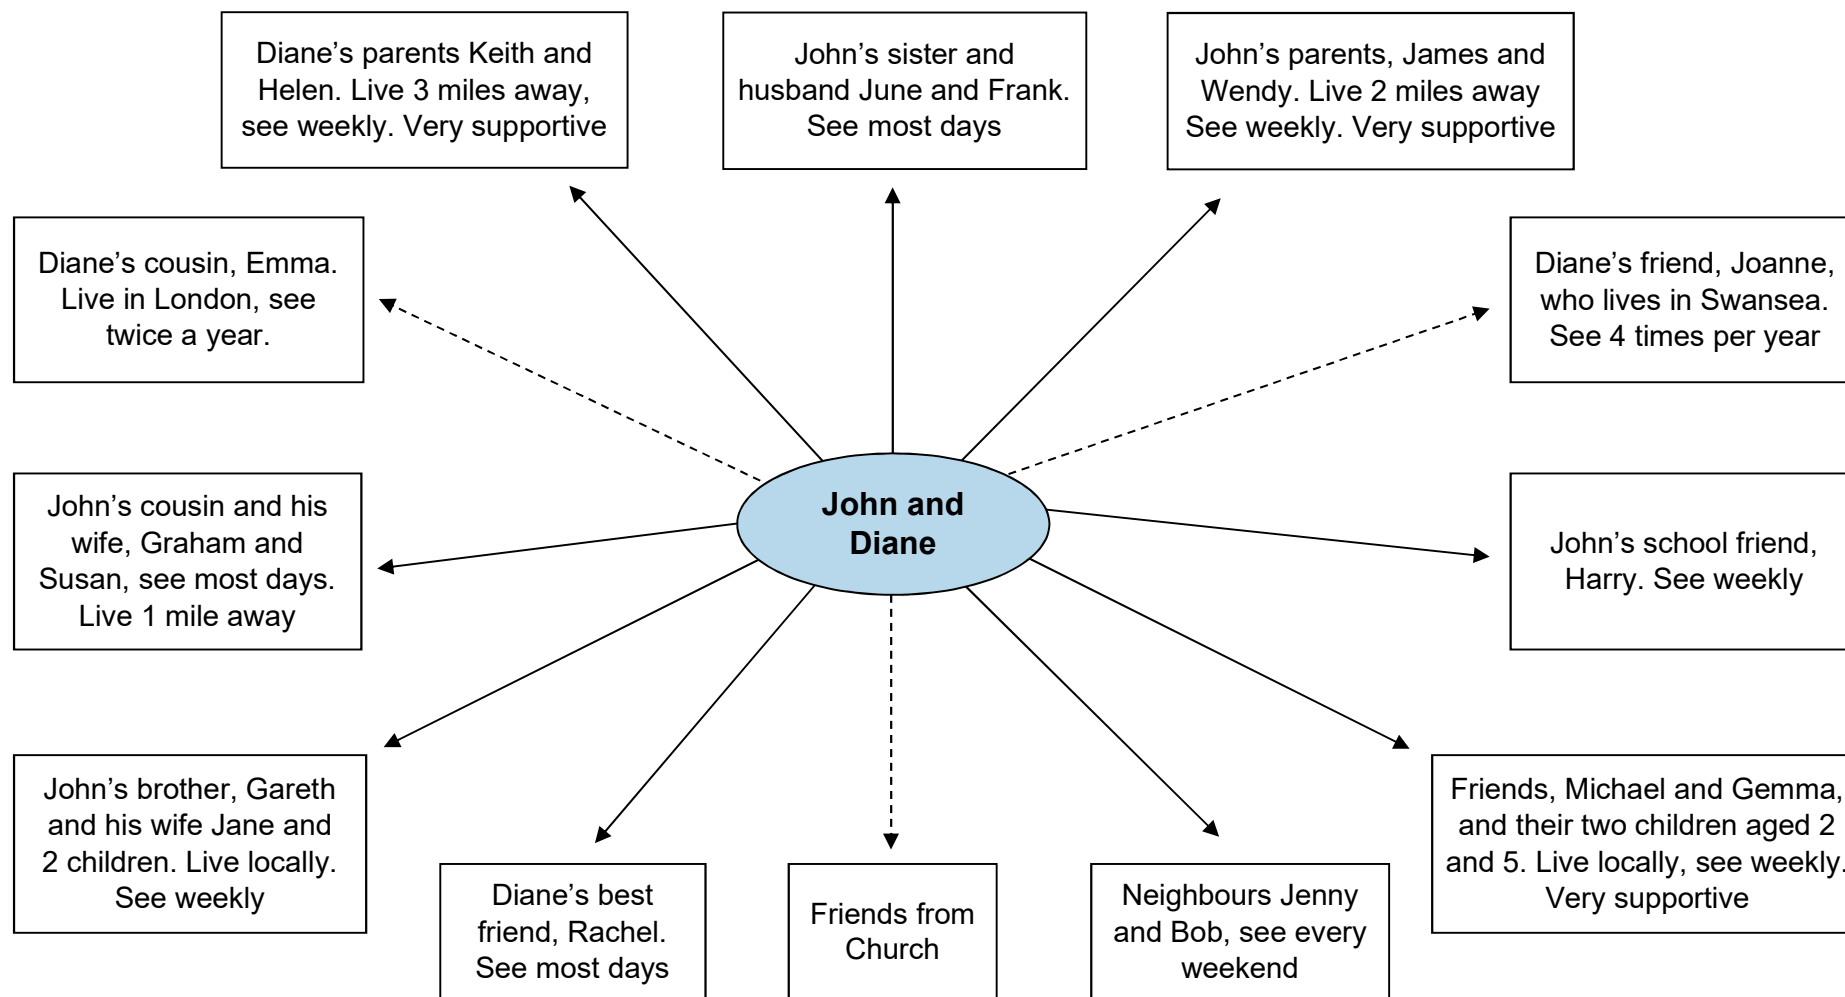 Diane’s parents Keith and
Helen. Live 3 miles away,
see weekly. Very supportive
John’s sister and
husband June and Frank.
See most days
John’s parents, James and
Wendy. Live 2 miles away
See weekly. Very supportive
Diane’s cousin, Emma.
Live in London, see
twice a year.
Diane’s friend, Joanne,
who lives in Swansea.
See 4 times per year
John’s cousin and his
wife, Graham and
Susan, see most days.
Live 1 mile away
John and
Diane
John’s school friend,
Harry. See weekly
John’s brother, Gareth
and his wife Jane and
2 children. Live locally.
See weekly
Diane’s best
friend, Rachel.
See most days
Friends from
Church
Neighbours Jenny
and Bob, see every
weekend
Friends, Michael and Gemma,
and their two children aged 2
and 5. Live locally, see weekly.
Very supportive